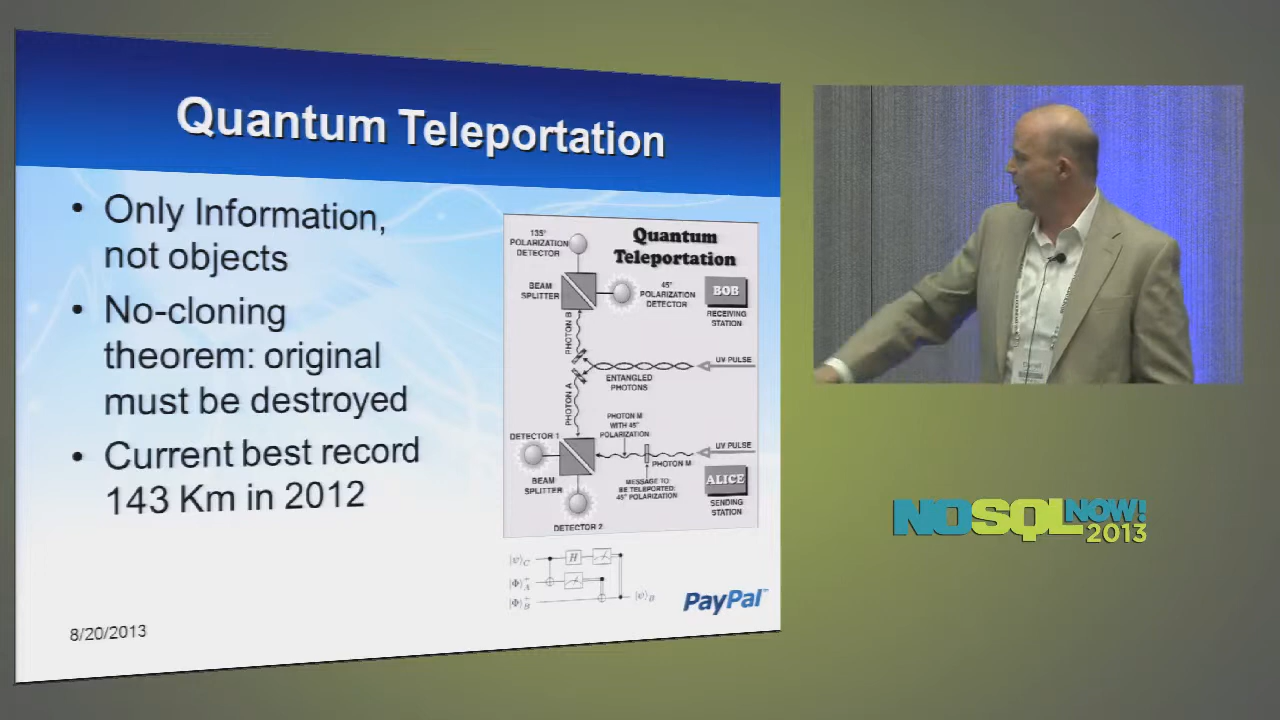 Quantum Teleportation
• Only Information,
not objects
• No-cloning
theorem: original
must be destroyed
• Current best record
143 Km in 2012
Quantum
Teleportation
135°
POLARIZATION
DETECTOR
BEAM
SPLITTER
45°
POLARIZATION
DETECTOR
BOB
RECEIVING
STATION
PHOTON B
UV PULSE
ENTANGLED
PHOTONS
PHOTON A
PHOTON M
WITH 45°
POLARIZATION
DETECTOR 1
UV PULSE
PHOTON M
BEAM
SPLITTER
MESSAGE TO
BE TELEPORTED:
45° POLARIZATION
ALICE
SENDING
STATION
DETECTOR 2
|ψ⟩C
H
|Φ⟩+A
|Φ⟩+B
|ψ⟩B
PayPal
8/20/2013
NOSQL NOW!
2013